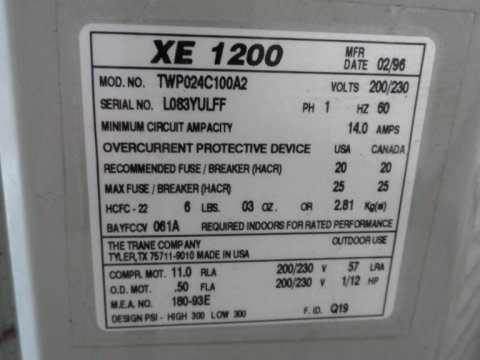 XE 1200
MFR DATE 02/96
MOD. NO. TWP024C100A2 VOLTS 200/230
SERIAL NO. L083YULFF PH 1 HZ 60
MINIMUM CIRCUIT AMPACITY 14.0 AMPS
OVERCURRENT PROTECTIVE DEVICE USA CANADA
RECOMMENDED FUSE / BREAKER (HACR) 20 20
MAX FUSE / BREAKER (HACR) 25 25
HCFC - 22 6 LBS. 03 OZ. OR 2.81 Kg(s)
BAYFCCV 061A REQUIRED INDOORS FOR RATED PERFORMANCE
THE TRANE COMPANY OUTDOOR USE
TYLER,TX 75711-9010 MADE IN USA
COMPR. MOT. 11.0 RLA 200/230 V 57 LRA
O.D. MOT. .50 FLA 200/230 V 1/12 HP
M.E.A. NO. 180-93E
DESIGN PSI - HIGH 300 LOW 300 F. ID. Q19